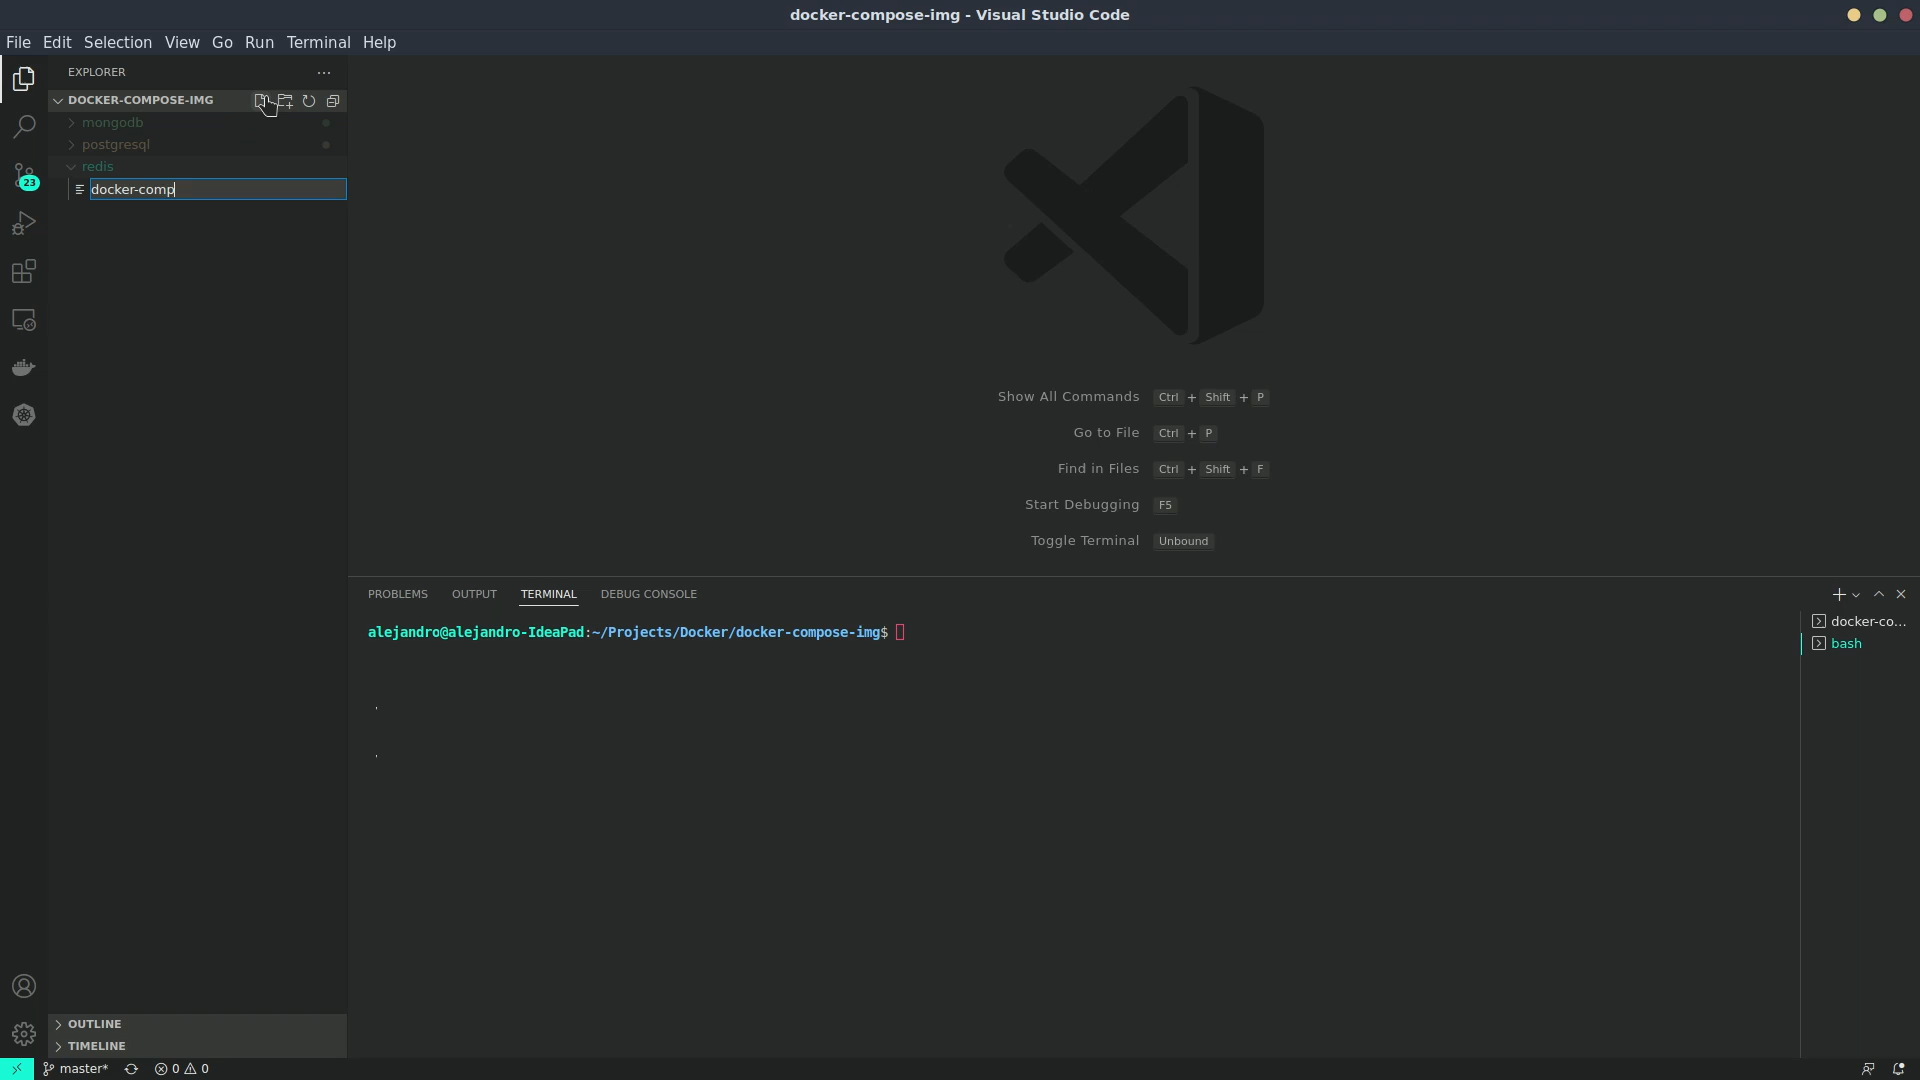 docker-compose-img - Visual Studio Code
File Edit Selection View Go Run Terminal Help
EXPLORER
DOCKER-COMPOSE-IMG
mongodb
postgresql
redis
docker-comp
23
Show All Commands Ctrl + Shift + P
Go to File Ctrl + P
Find in Files Ctrl + Shift + F
Start Debugging F5
Toggle Terminal Unbound
PROBLEMS OUTPUT TERMINAL DEBUG CONSOLE
alejandro@alejandro-IdeaPad:~/Projects/Docker/docker-compose-img$
docker-co...
bash
OUTLINE
TIMELINE
master* 0 0